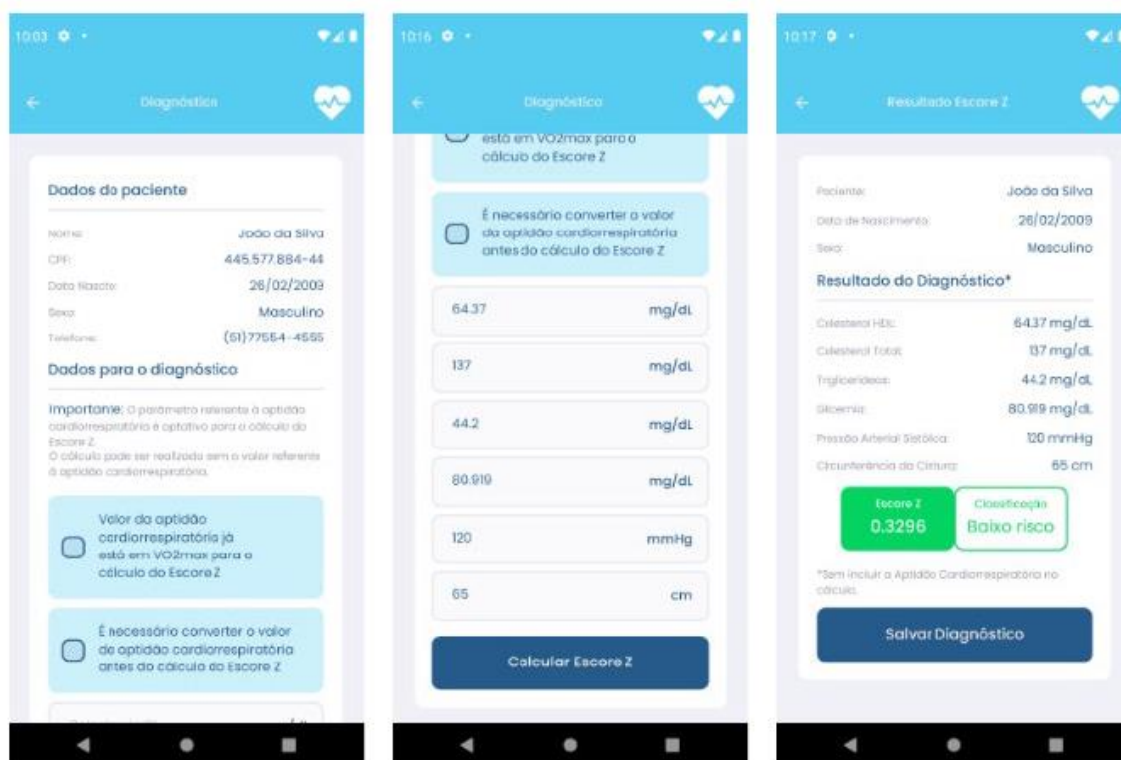 10:03
Diagnóstico
Dados do paciente
Nome:
João da Silva
CPF:
445.577.884-44
Data Nascto:
26/02/2009
Sexo:
Masculino
Telefone:
(51)77554-4555
Dados para o diagnóstico
Importante: O parâmetro referente à aptidão
cardiorrespiratória é optativo para o cálculo do
Escore Z.
O cálculo pode ser realizado sem o valor referente
à aptidão cardiorrespiratória.
Valor da aptidão
cardiorrespiratória já
está em VO2max para o
cálculo do Escore Z
É necessário converter o valor
da aptidão cardiorrespiratória
antes do cálculo do Escore Z
10:16
Diagnóstico
está em VO2max para o
cálculo do Escore Z
É necessário converter o valor
da aptidão cardiorrespiratória
antes do cálculo do Escore Z
64.37 mg/dL
137 mg/dL
44.2 mg/dL
80.919 mg/dL
120 mmHg
65 cm
Calcular Escore Z
10:17
Resultado Escore Z
Paciente:
João da Silva
Data de Nascimento:
26/02/2009
Sexo:
Masculino
Resultado do Diagnóstico*
Colesterol HDL:
64.37 mg/dL
Colesterol Total:
137 mg/dL
Triglicerídeos:
44.2 mg/dL
Glicemia:
80.919 mg/dL
Pressão Arterial Sistólica:
120 mmHg
Circunferência da Cintura:
65 cm
Escore Z
0.3296
Classificação
Baixo risco
*Sem incluir a Aptidão Cardiorrespiratória no
cálculo.
Salvar Diagnóstico